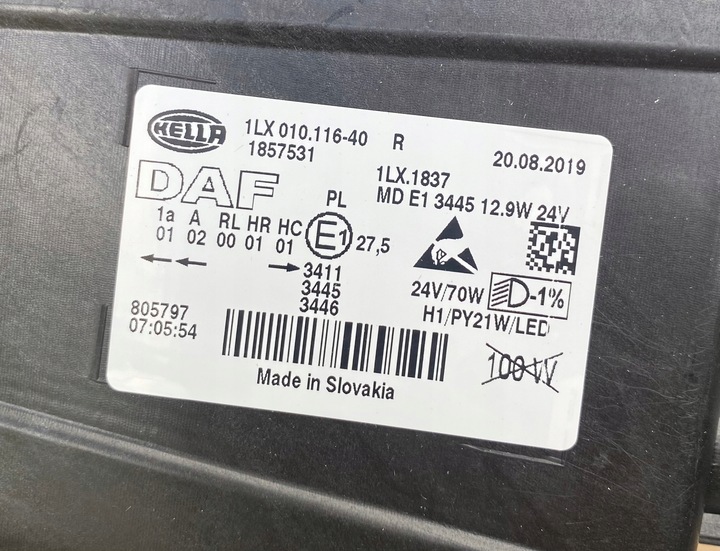 HELLA 1LX 010.116-40 R 20.08.2019
1857531
1LX.1837
DAF PL MD E1 3445 12.9W 24V
1a A RL HR HC E1 27,5
01 02 00 01 01
3411
3445
3446
24V/70W D-1%
H1/PY21W/LED
805797
07:05:54
100W
Made in Slovakia